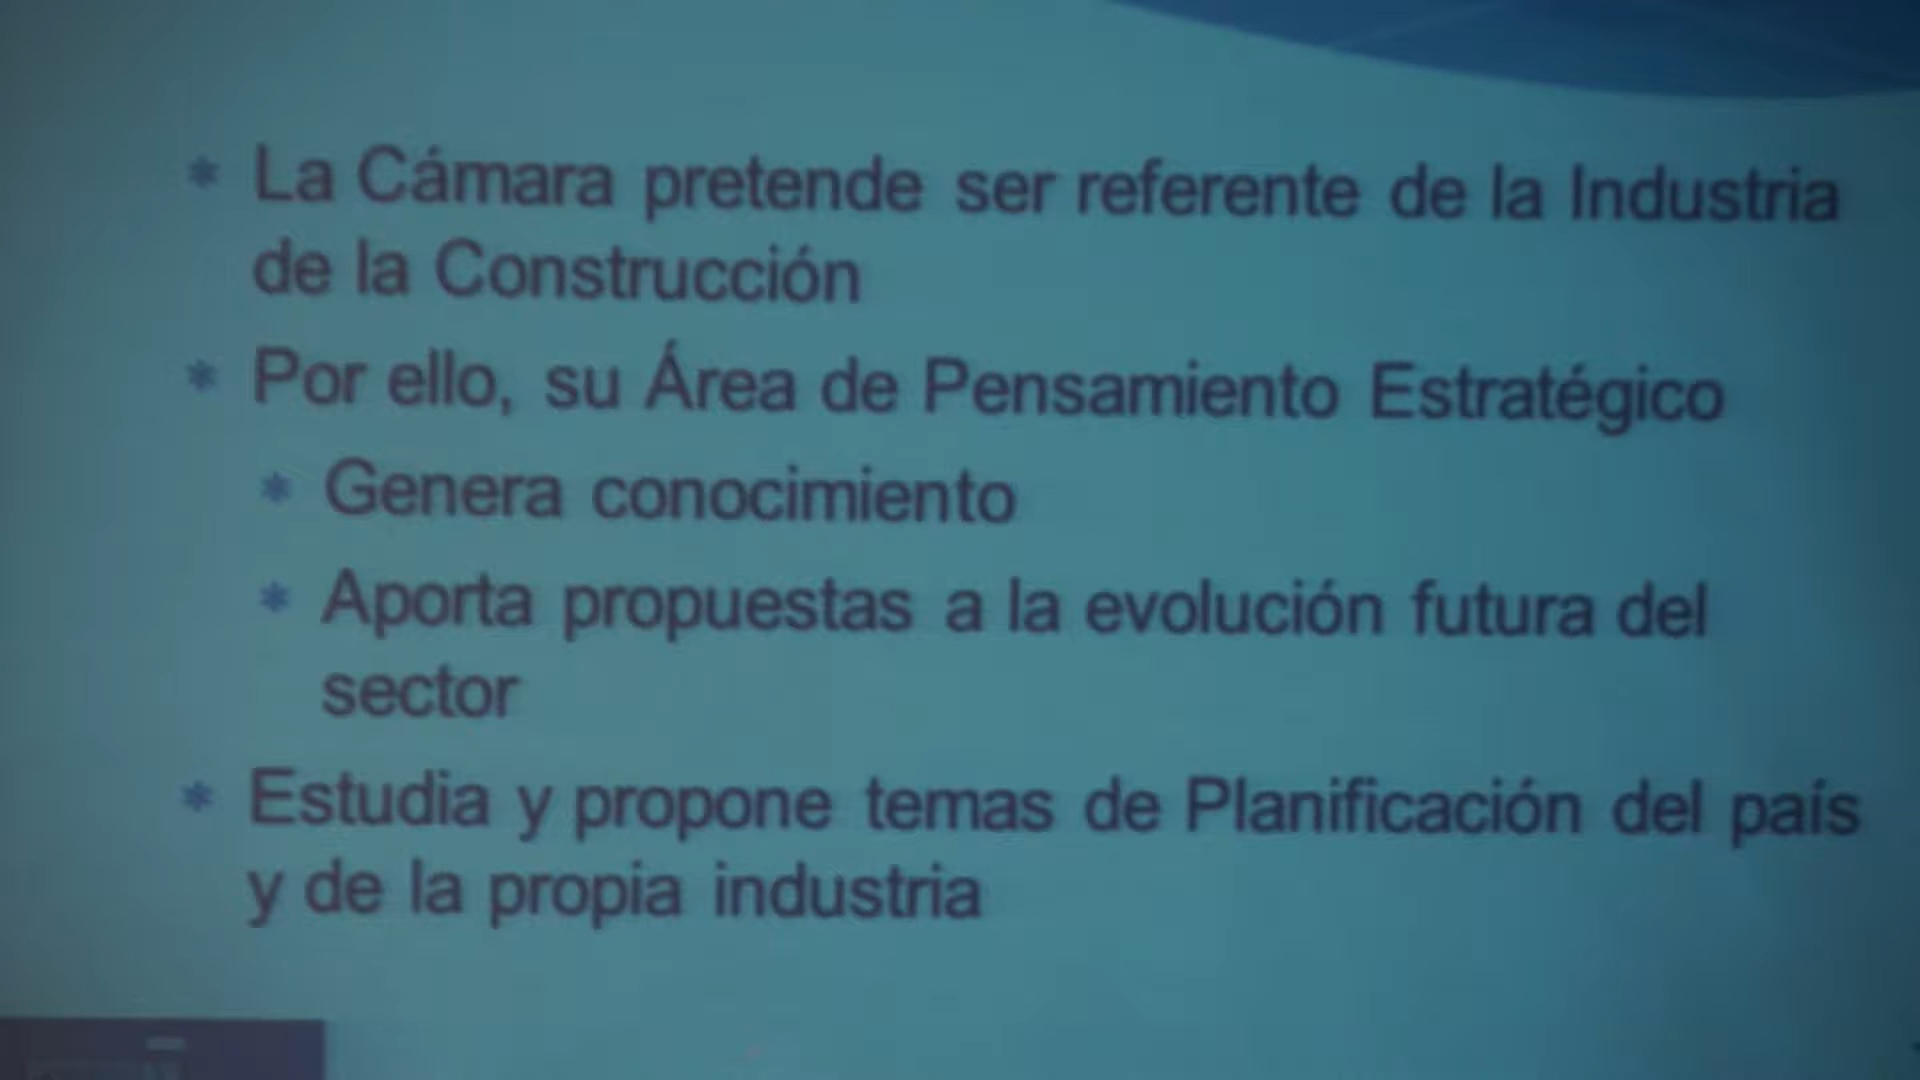 * La Cámara pretende ser referente de la Industria
de la Construcción
* Por ello, su Área de Pensamiento Estratégico
* Genera conocimiento
* Aporta propuestas a la evolución futura del
sector
* Estudia y propone temas de Planificación del país
y de la propia industria